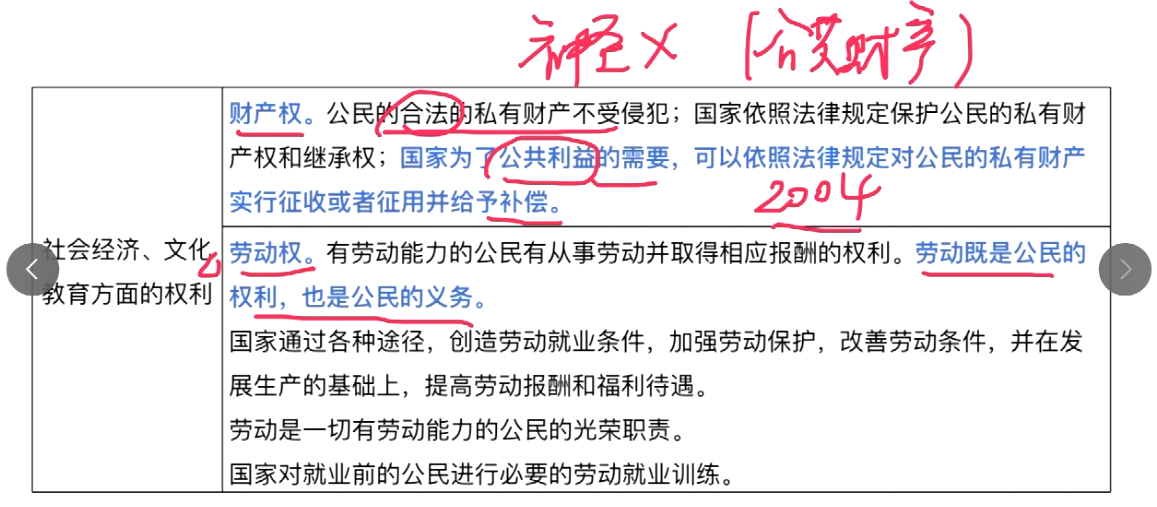 神圣X (公共财产)
财产权。公民的合法的私有财产不受侵犯；国家依照法律规定保护公民的私有财
产权和继承权；国家为了公共利益的需要，可以依照法律规定对公民的私有财产
实行征收或者征用并给予补偿。
2004
社会经济、文化
教育方面的权利
劳动权。有劳动能力的公民有从事劳动并取得相应报酬的权利。劳动既是公民的
权利，也是公民的义务。
国家通过各种途径，创造劳动就业条件，加强劳动保护，改善劳动条件，并在发
展生产的基础上，提高劳动报酬和福利待遇。
劳动是一切有劳动能力的公民的光荣职责。
国家对就业前的公民进行必要的劳动就业训练。